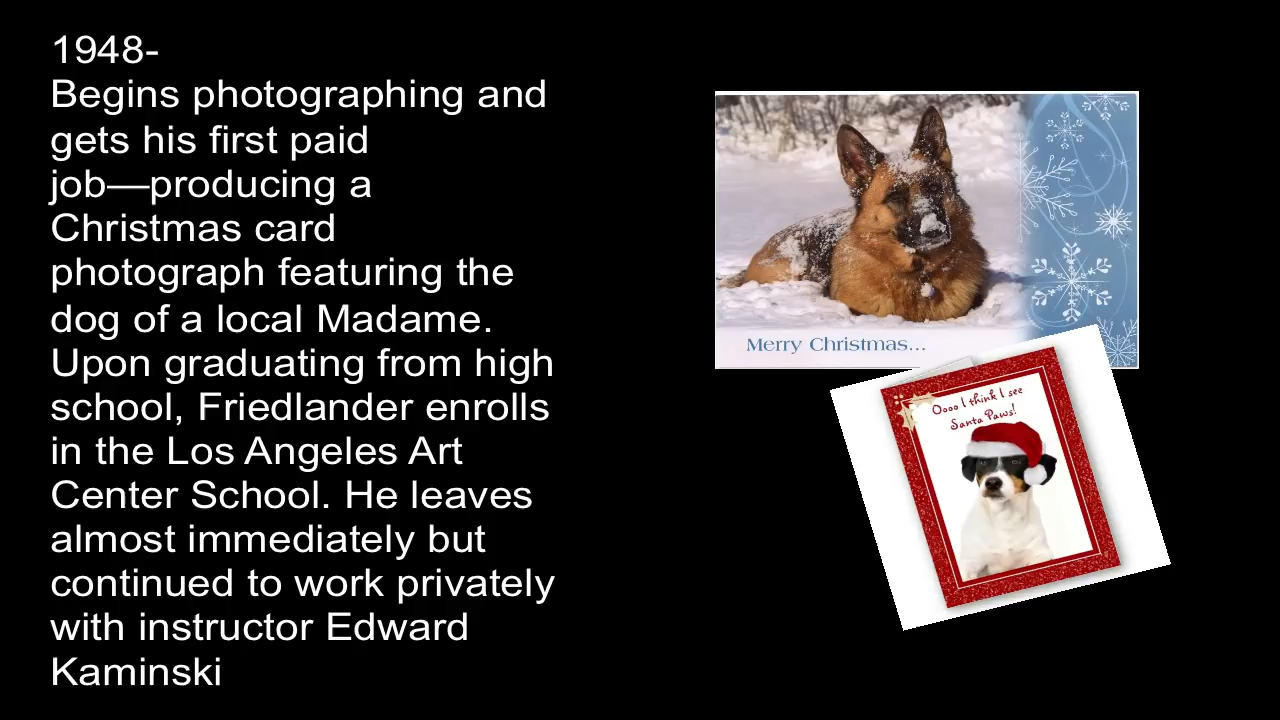 1948-
Begins photographing and
gets his first paid
job—producing a
Christmas card
photograph featuring the
dog of a local Madame.
Upon graduating from high
school, Friedlander enrolls
in the Los Angeles Art
Center School. He leaves
almost immediately but
continued to work privately
with instructor Edward
Kaminski
Merry Christmas...
Oooo I think I see
Santa Paws!